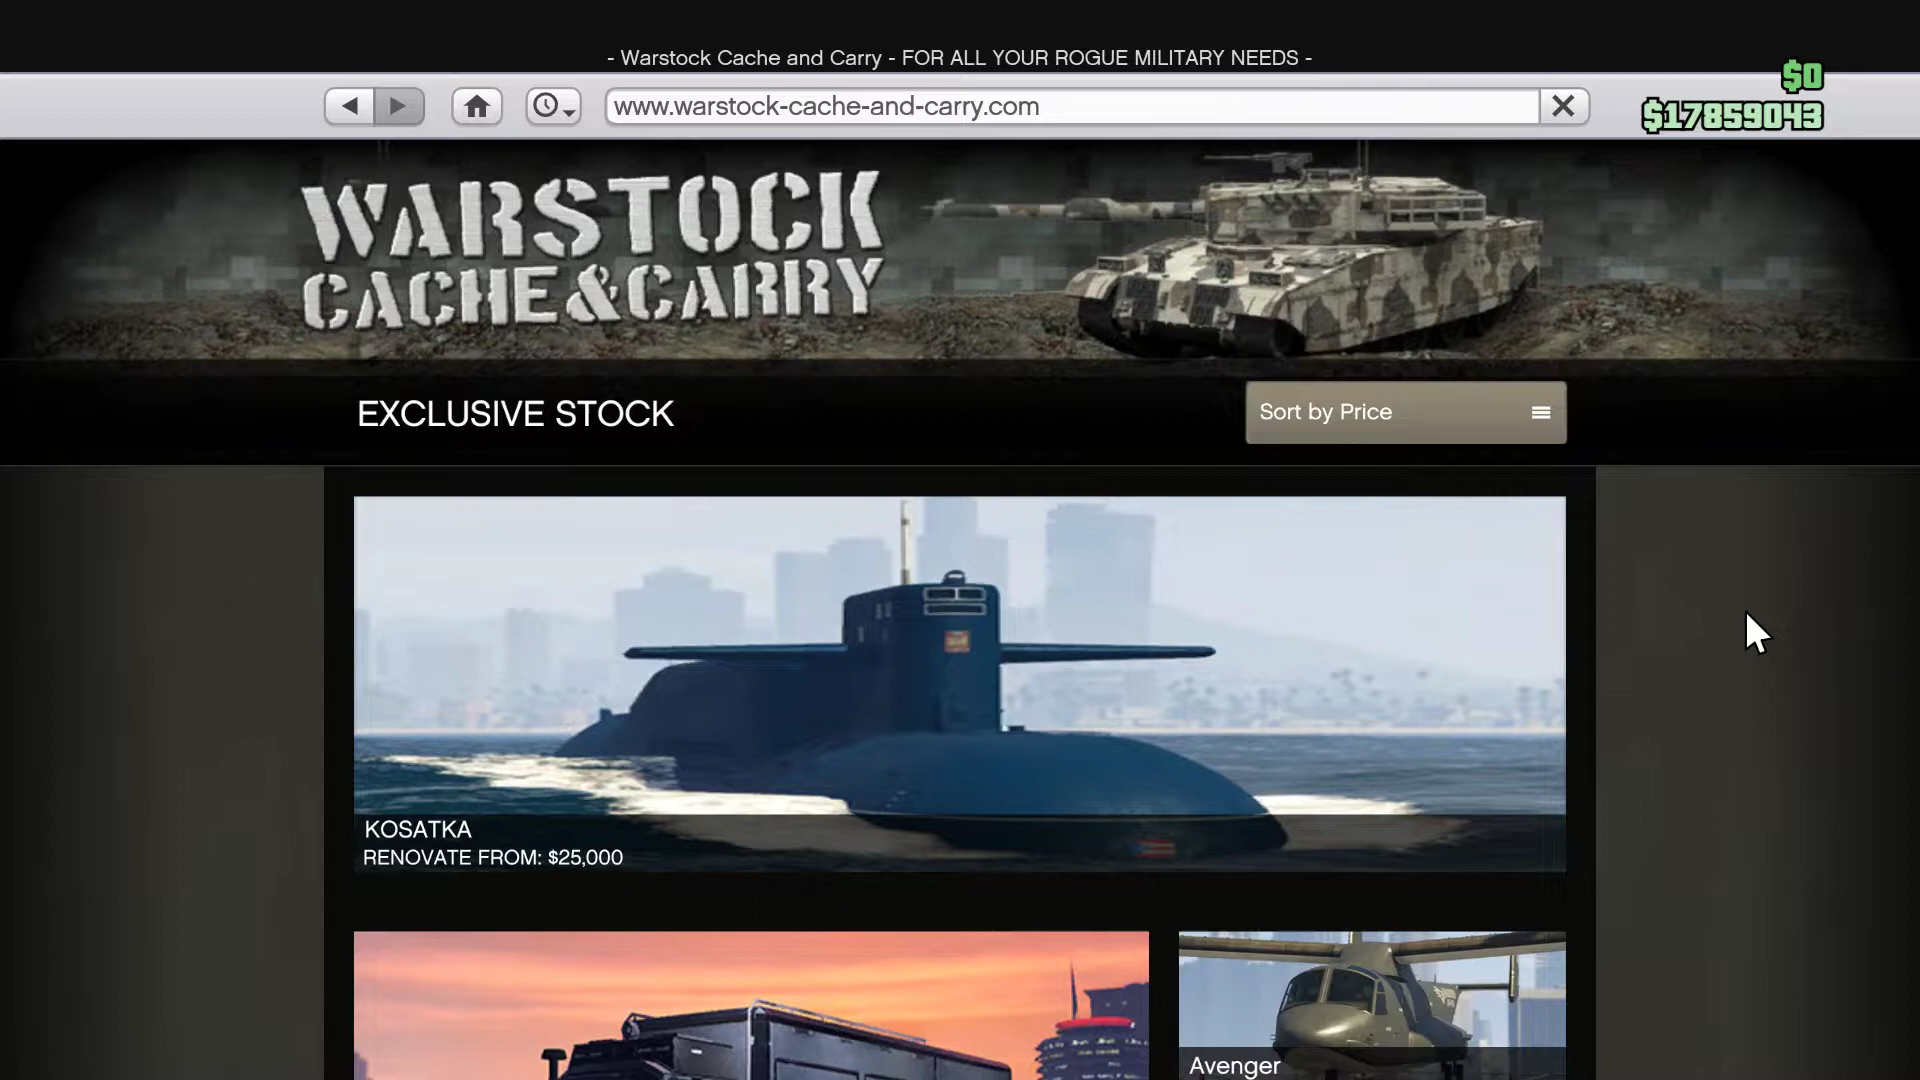 - Warstock Cache and Carry - FOR ALL YOUR ROGUE MILITARY NEEDS -
$0
www.warstock-cache-and-carry.com
$17859043
WARSTOCK
CACHE & CARRY
EXCLUSIVE STOCK
Sort by Price
KOSATKA
RENOVATE FROM: $25,000
Avenger